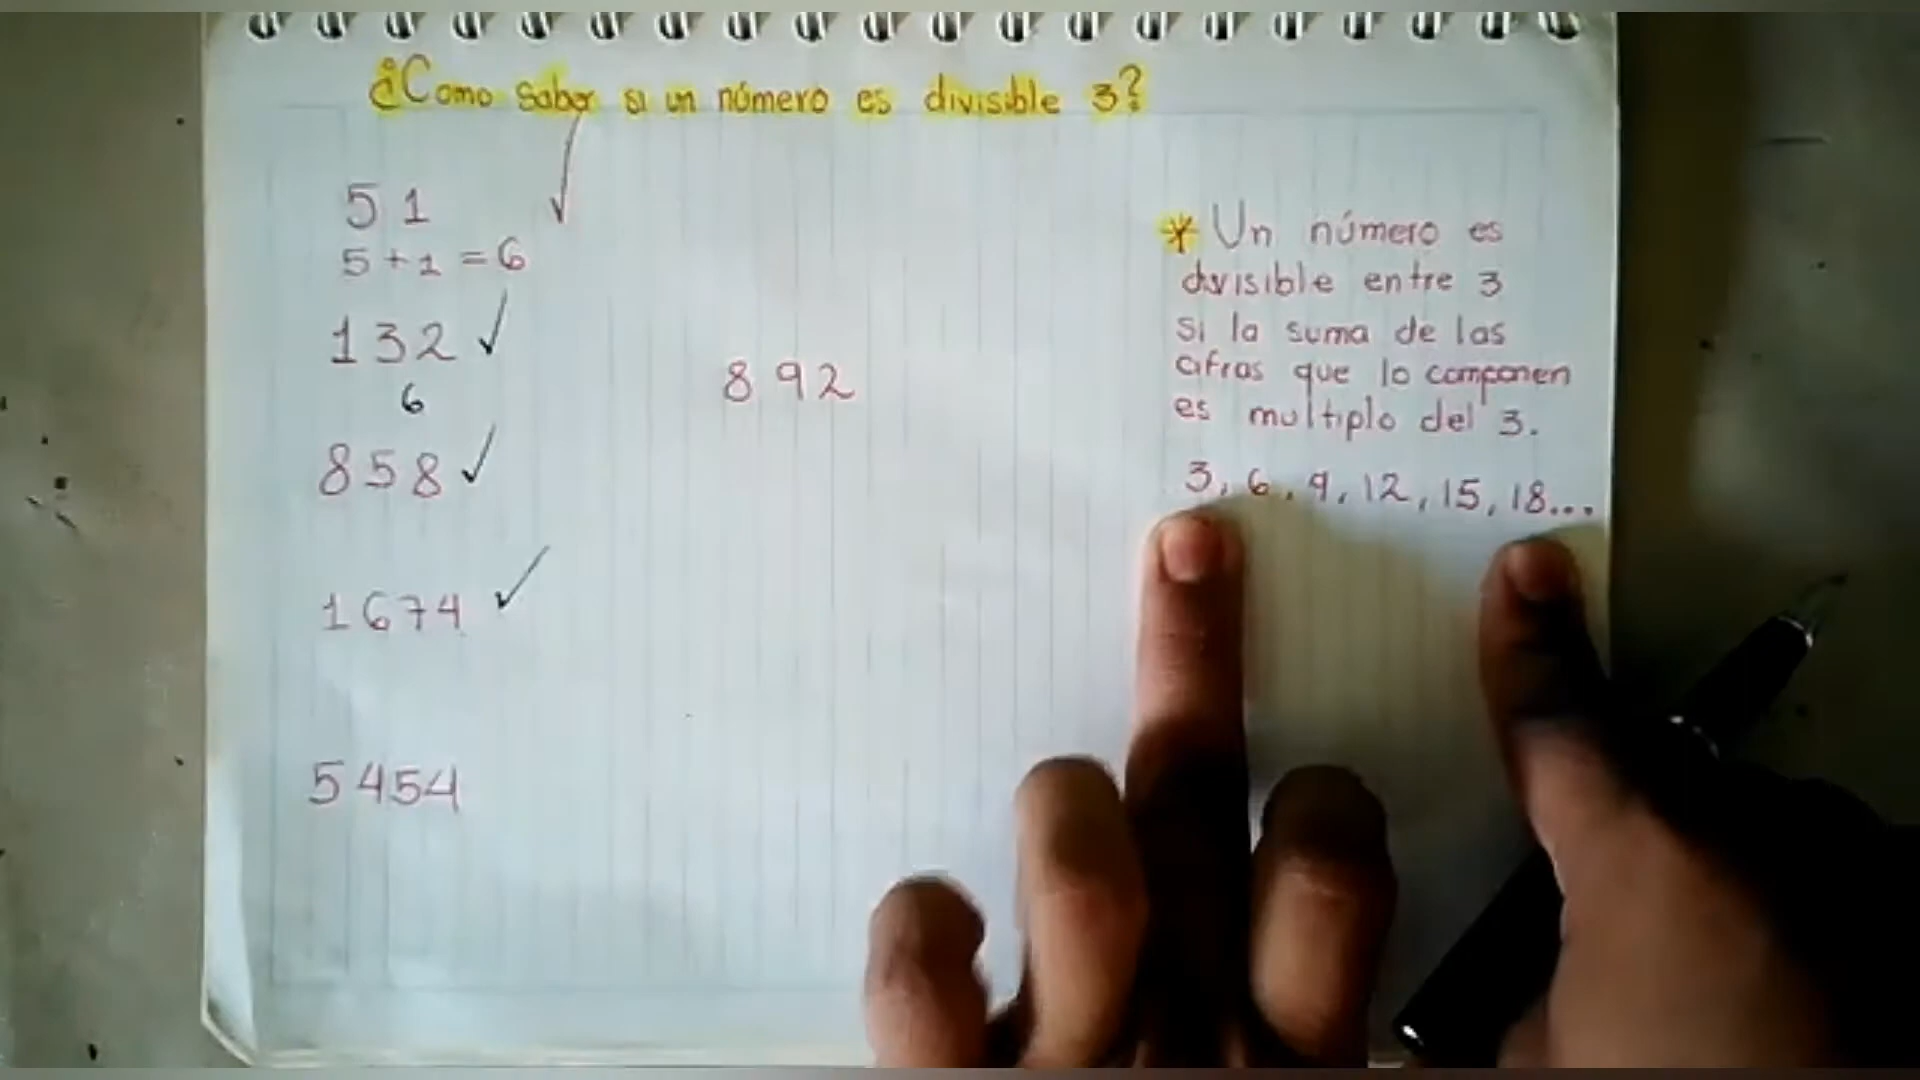 ¿Como saber si un número es divisible 3?
51
5+1=6
132
6
858
1674
5454
892
* Un número es
divisible entre 3
si la suma de las
cifras que lo componen
es multiplo del 3.
3, 6, 9, 12, 15, 18...